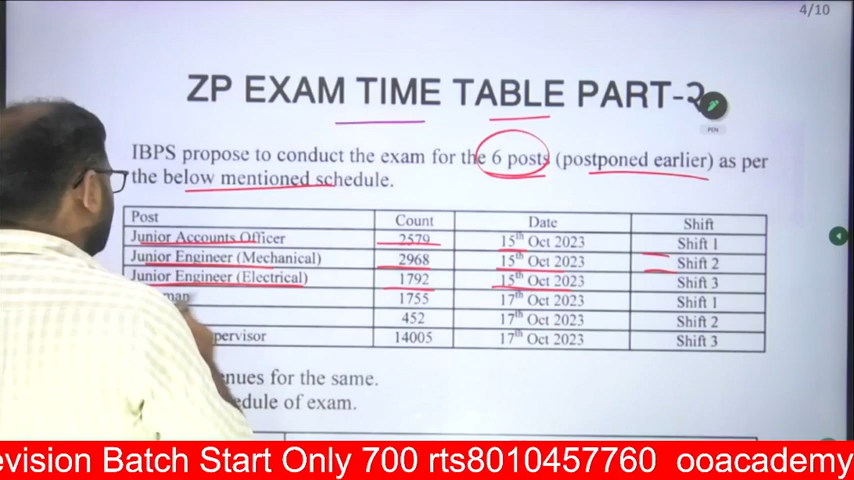 4/10
ZP EXAM TIME TABLE PART-२
PEN
IBPS propose to conduct the exam for the 6 posts (postponed earlier) as per
the below mentioned schedule.
Post Count Date Shift
Junior Accounts Officer 2579 15th Oct 2023 Shift 1
Junior Engineer (Mechanical) 2968 15th Oct 2023 Shift 2
Junior Engineer (Electrical) 1792 15th Oct 2023 Shift 3
man 1755 17th Oct 2023 Shift 1
452 17th Oct 2023 Shift 2
pervisor 14005 17th Oct 2023 Shift 3
enues for the same.
edule of exam.
evision Batch Start Only 700 rts8010457760 ooacademy